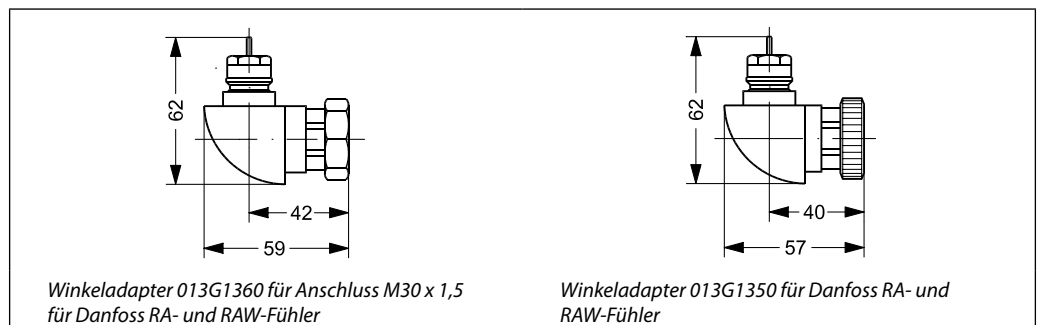 62
42
59
62
40
57
Winkeladapter 013G1360 für Anschluss M30 x 1,5
für Danfoss RA- und RAW-Fühler
Winkeladapter 013G1350 für Danfoss RA- und
RAW-Fühler